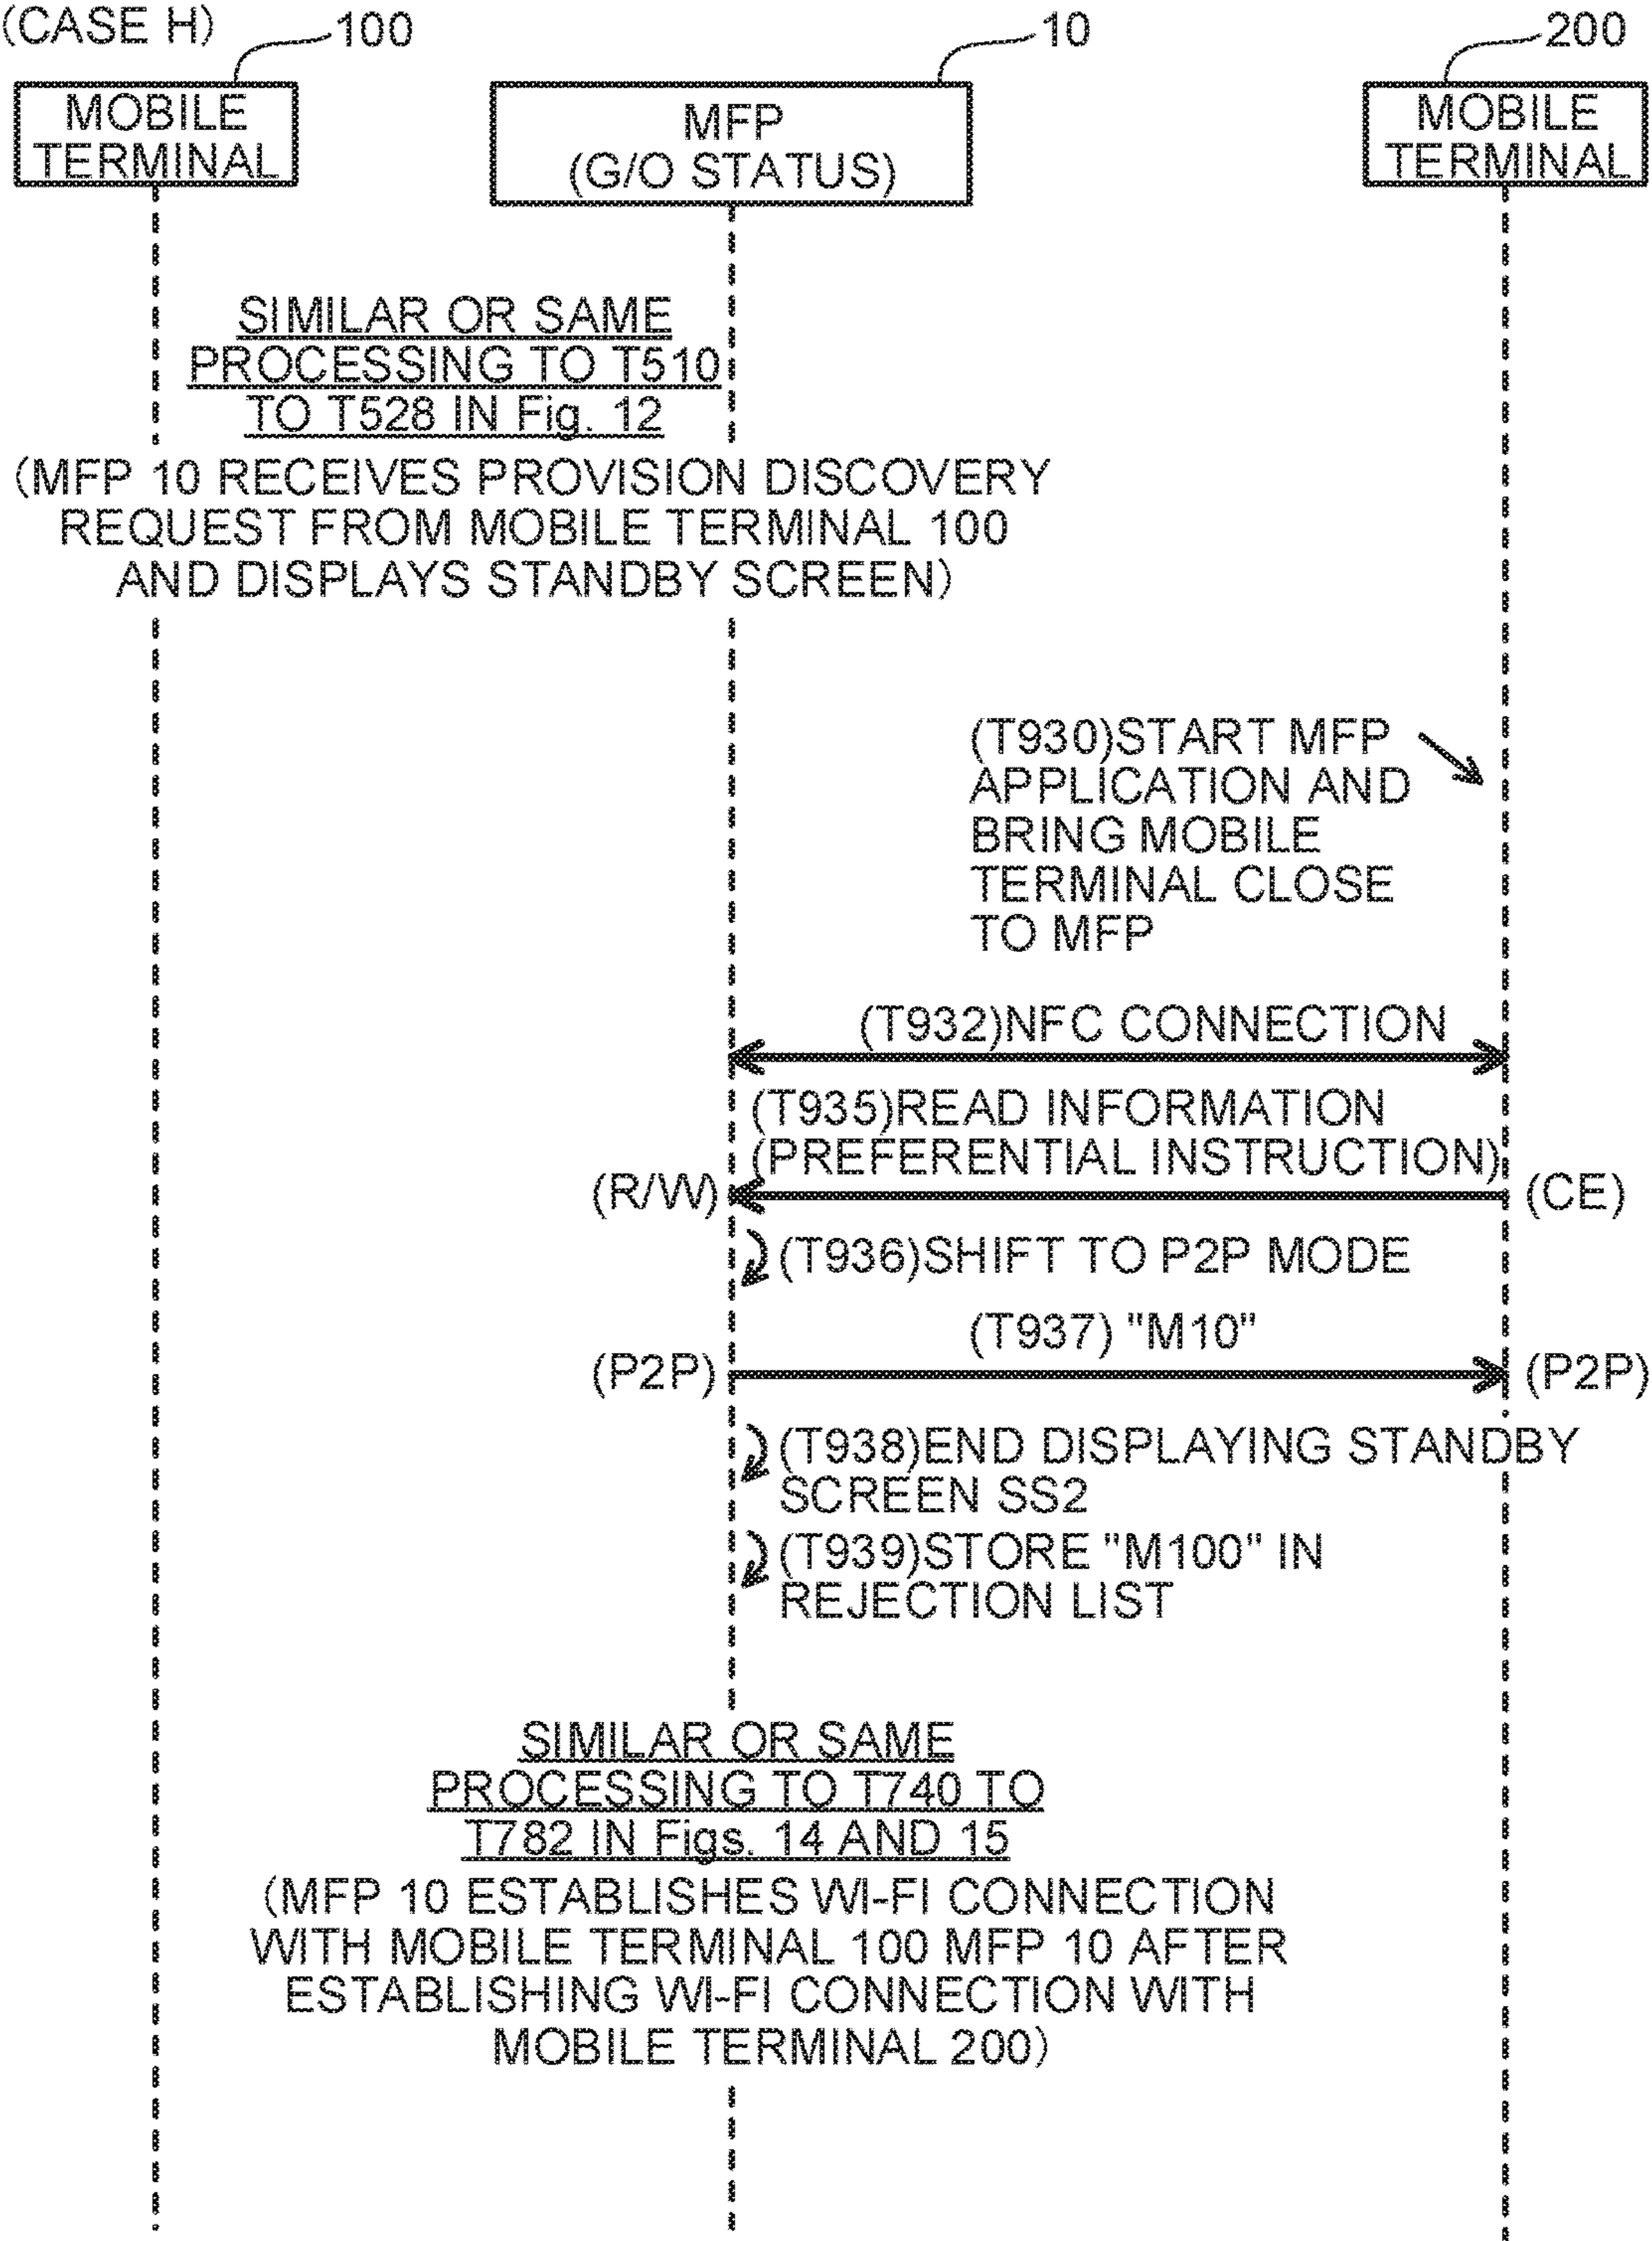 (CASE H)
100
10
200
MOBILE
TERMINAL
MFP
(G/O STATUS)
MOBILE
TERMINAL
SIMILAR OR SAME
PROCESSING TO T510
TO T528 IN Fig. 12
(MFP 10 RECEIVES PROVISION DISCOVERY
REQUEST FROM MOBILE TERMINAL 100
AND DISPLAYS STANDBY SCREEN)
(T930)START MFP
APPLICATION AND
BRING MOBILE
TERMINAL CLOSE
TO MFP
(T932)NFC CONNECTION
(T935)READ INFORMATION
(PREFERENTIAL INSTRUCTION)
(R/W)
(CE)
(T936)SHIFT TO P2P MODE
(T937) "M10"
(P2P)
(P2P)
(T938)END DISPLAYING STANDBY
SCREEN SS2
(T939)STORE "M100" IN
REJECTION LIST
SIMILAR OR SAME
PROCESSING TO T740 TO
T782 IN Figs. 14 AND 15
(MFP 10 ESTABLISHES WI-FI CONNECTION
WITH MOBILE TERMINAL 100 MFP 10 AFTER
ESTABLISHING WI-FI CONNECTION WITH
MOBILE TERMINAL 200)